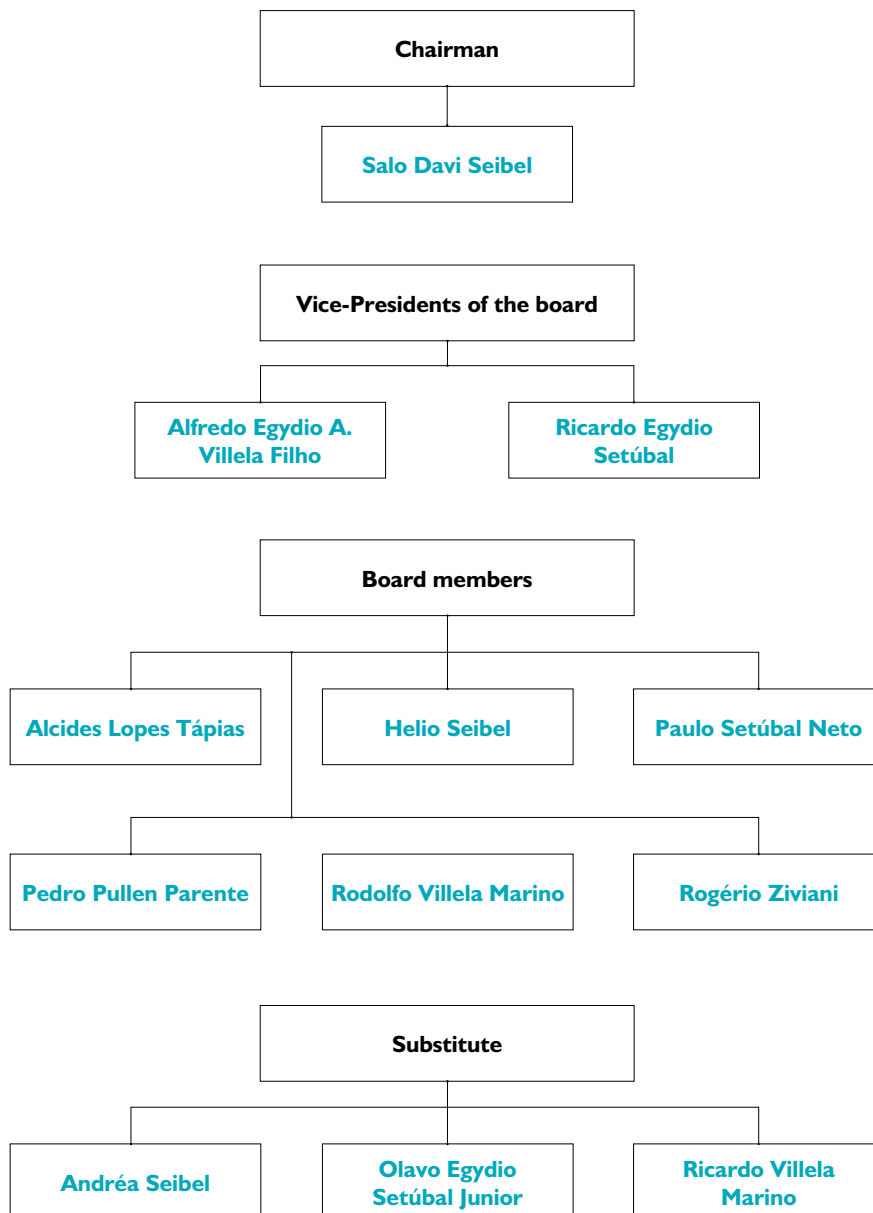 Chairman
Salo Davi Seibel
Vice-Presidents of the board
Alfredo Egydio A.
Villela Filho
Ricardo Egydio
Setúbal
Board members
Alcides Lopes Tápias
Helio Seibel
Paulo Setúbal Neto
Pedro Pullen Parente
Rodolfo Villela Marino
Rogério Ziviani
Substitute
Andréa Seibel
Olavo Egydio
Setúbal Junior
Ricardo Villela
Marino